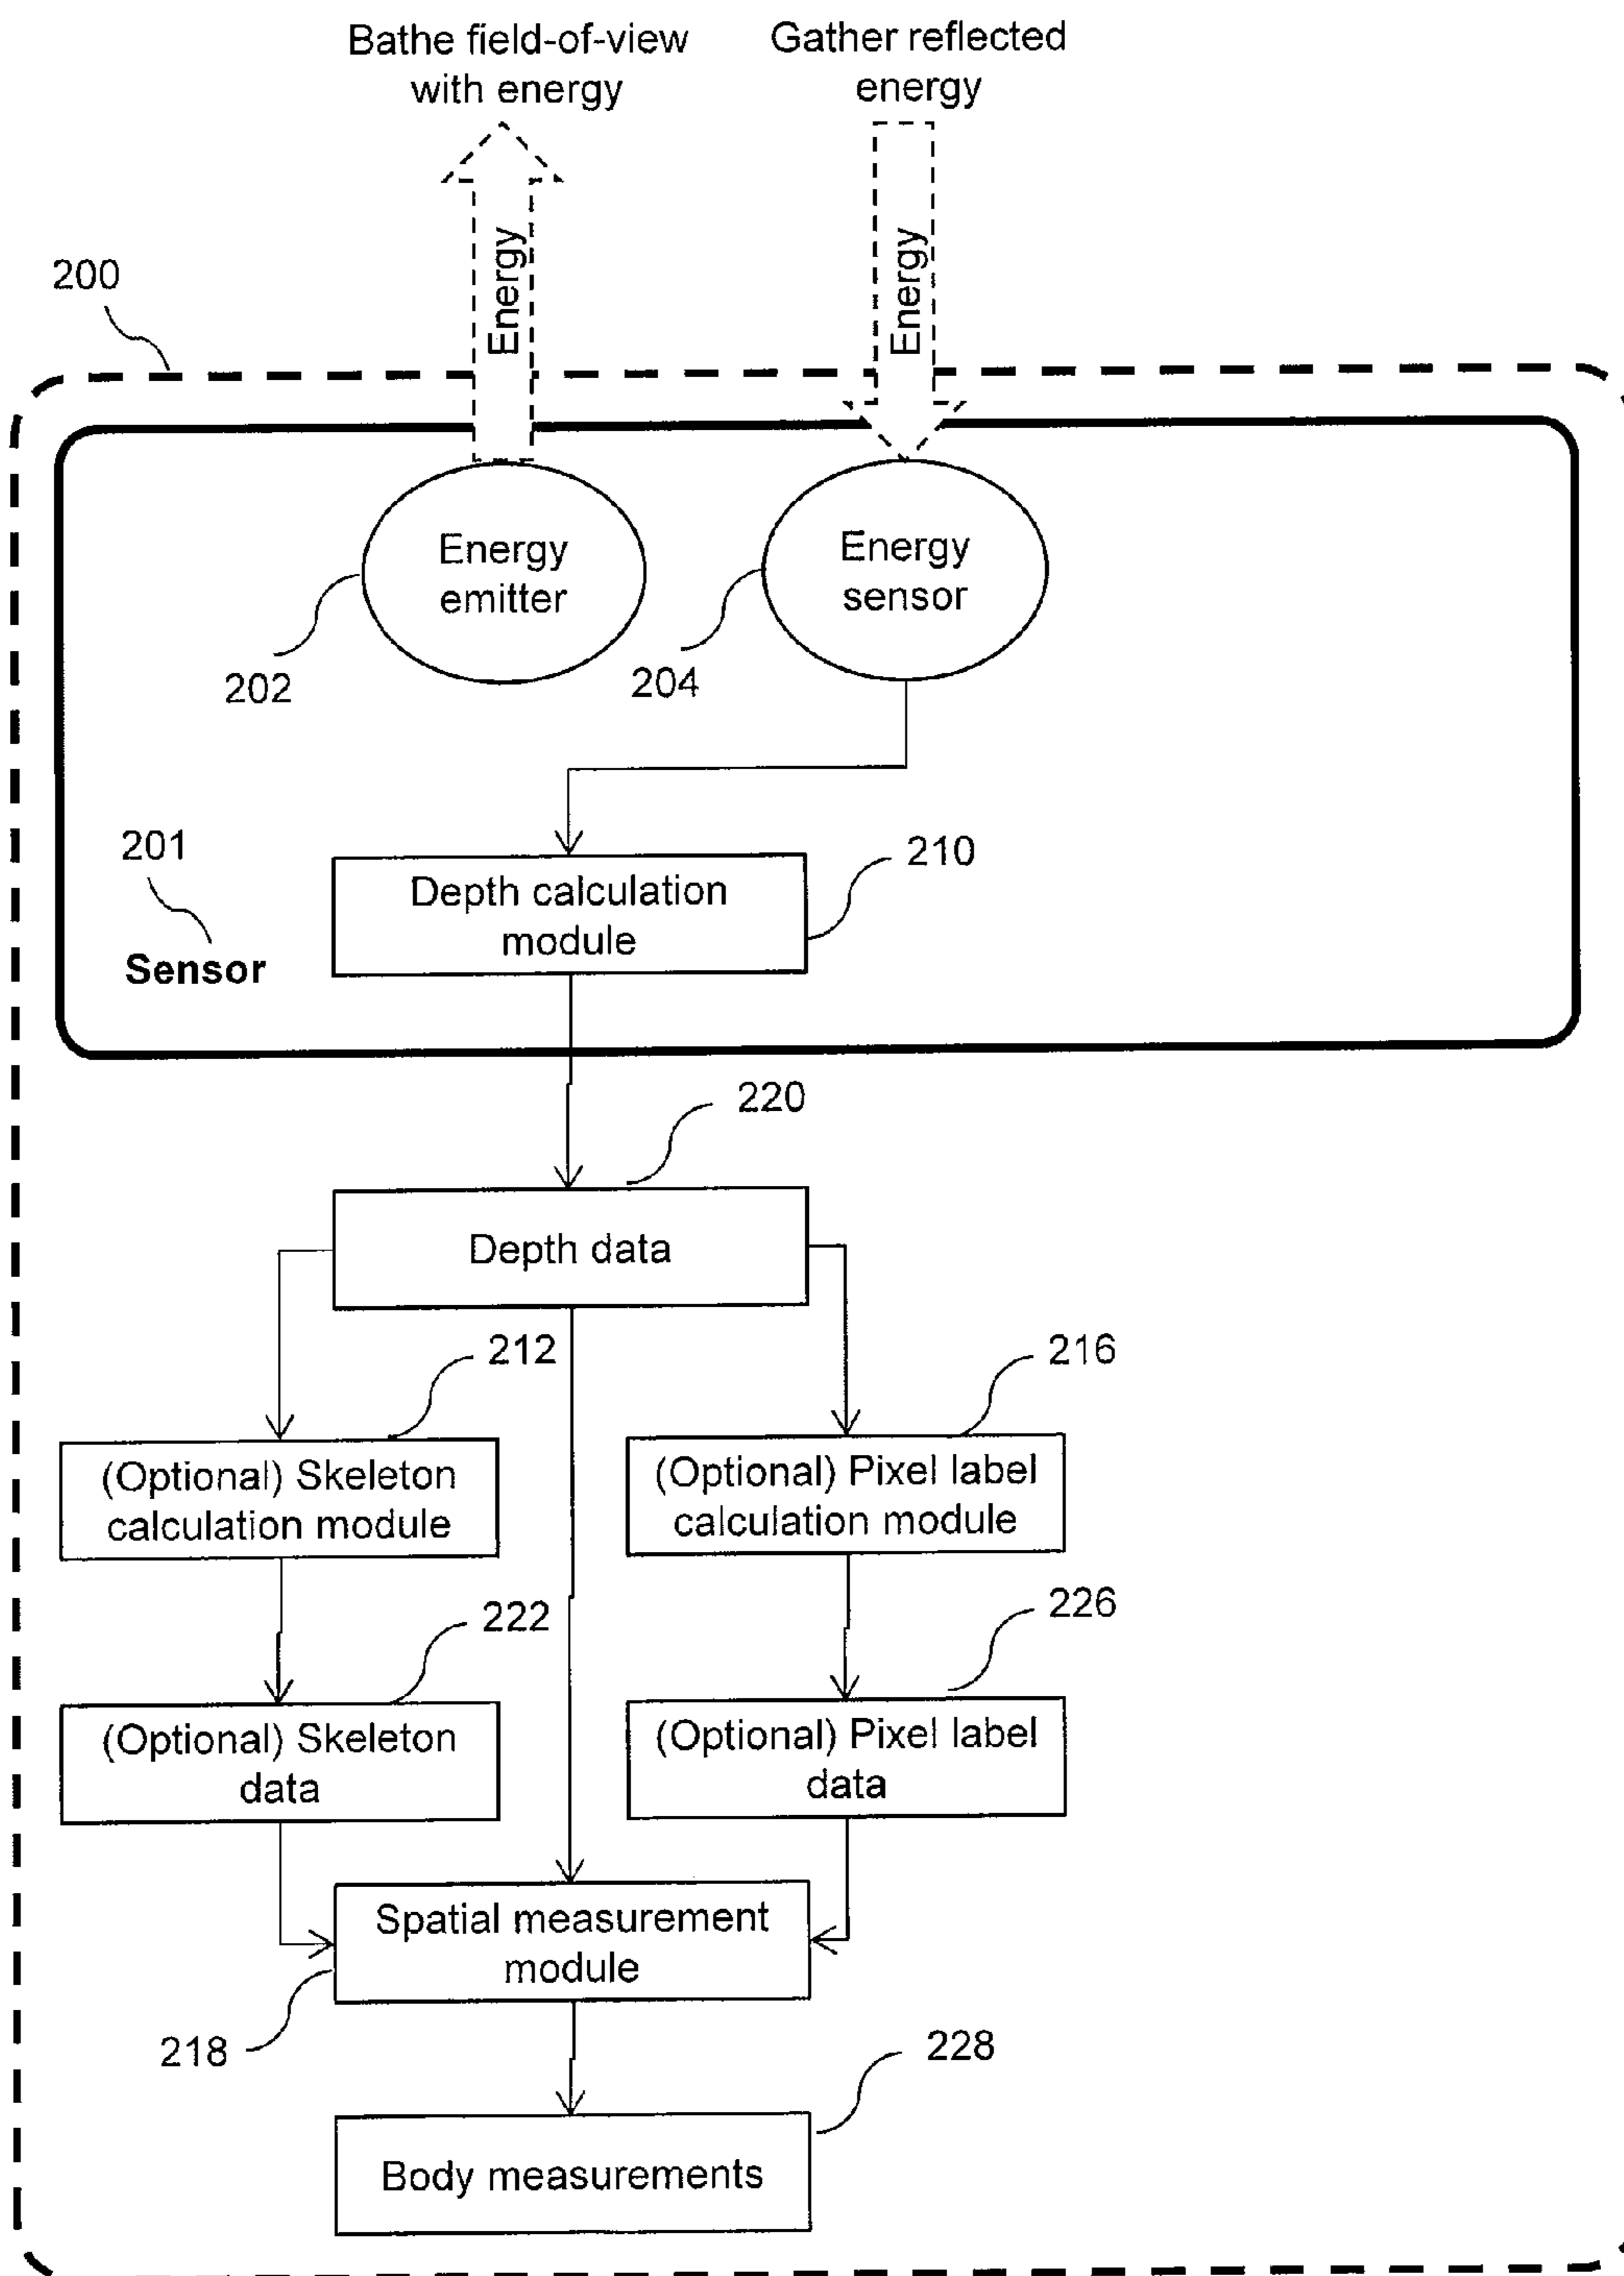 Bathe field-of-view
with energy
Gather reflected
energy
Energy
Energy
200
Energy
emitter
Energy
sensor
202
204
201
Sensor
210
Depth calculation
module
220
Depth data
212
216
(Optional) Skeleton
calculation module
(Optional) Pixel label
calculation module
222
226
(Optional) Skeleton
data
(Optional) Pixel label
data
Spatial measurement
module
218
228
Body measurements